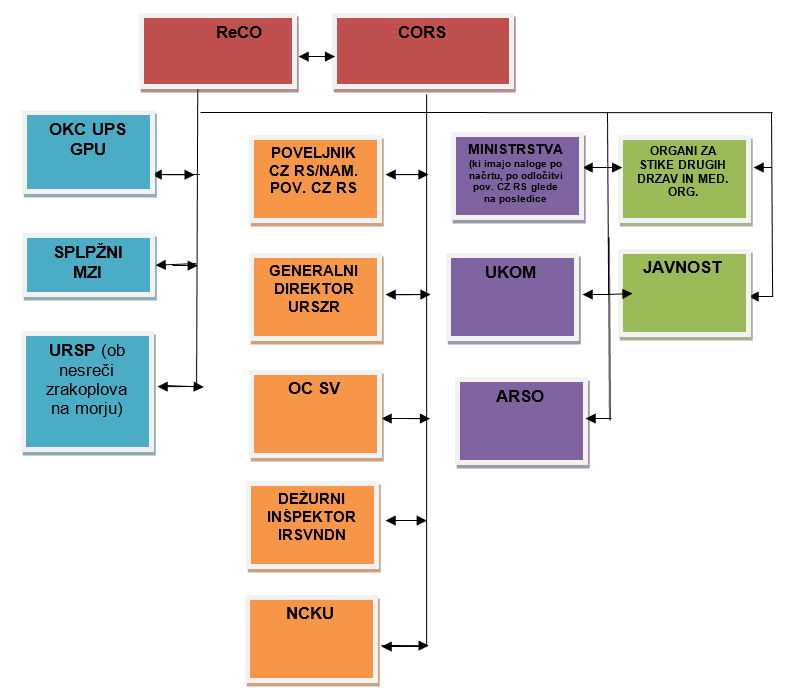 ReCO
CORS
OKC UPS
GPU
SPLPŽNI
MZI
URSP (ob
nesreči
zrakoplova
na morju)
POVELJNIK
CZ RS/NAM.
POV. CZ RS
GENERALNI
DIREKTOR
URSZR
OC SV
DEŽURNI
INŠPEKTOR
IRSVNDN
NCKU
MINISTRSTVA
(ki imajo naloge po
načrtu, po odločitvi
pov. CZ RS glede
na posledice
UKOM
ARSO
ORGANI ZA
STIKE DRUGIH
DRZAV IN MED.
ORG.
JAVNOST